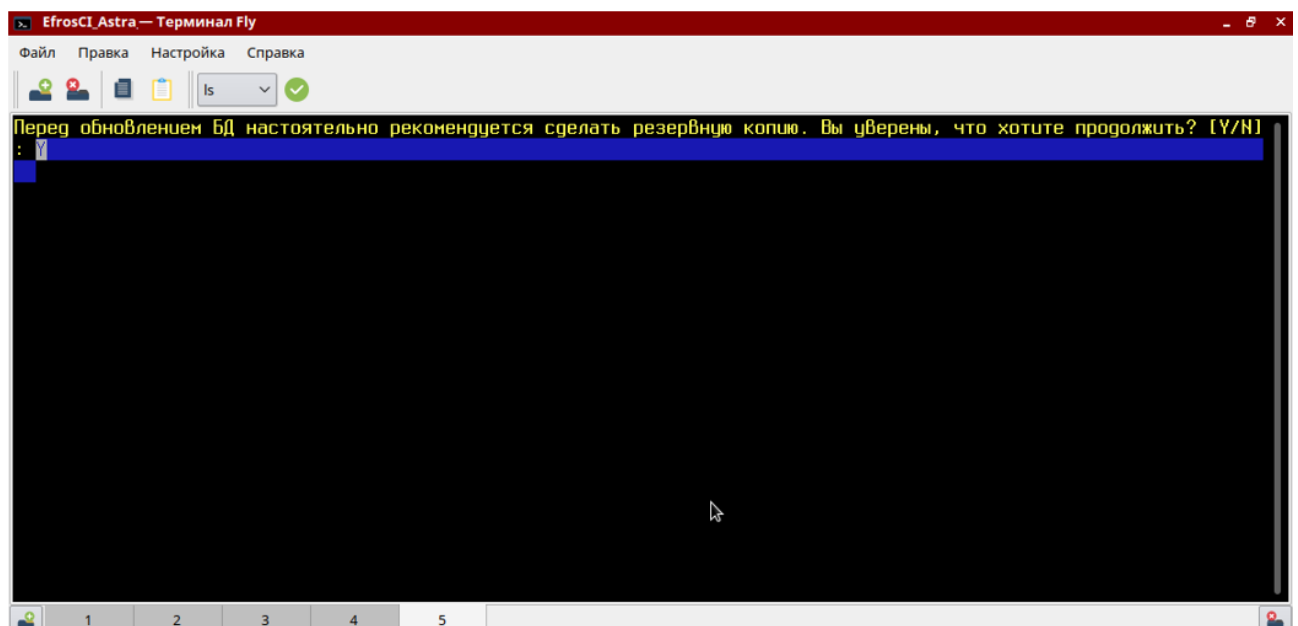 EfrosCI_Astra — Терминал Fly
Файл Правка Настройка Справка
ls
Перед обновлением БД настоятельно рекомендуется сделать резервную копию. Вы уверены, что хотите продолжить? [Y/N]
: Y
1 2 3 4 5